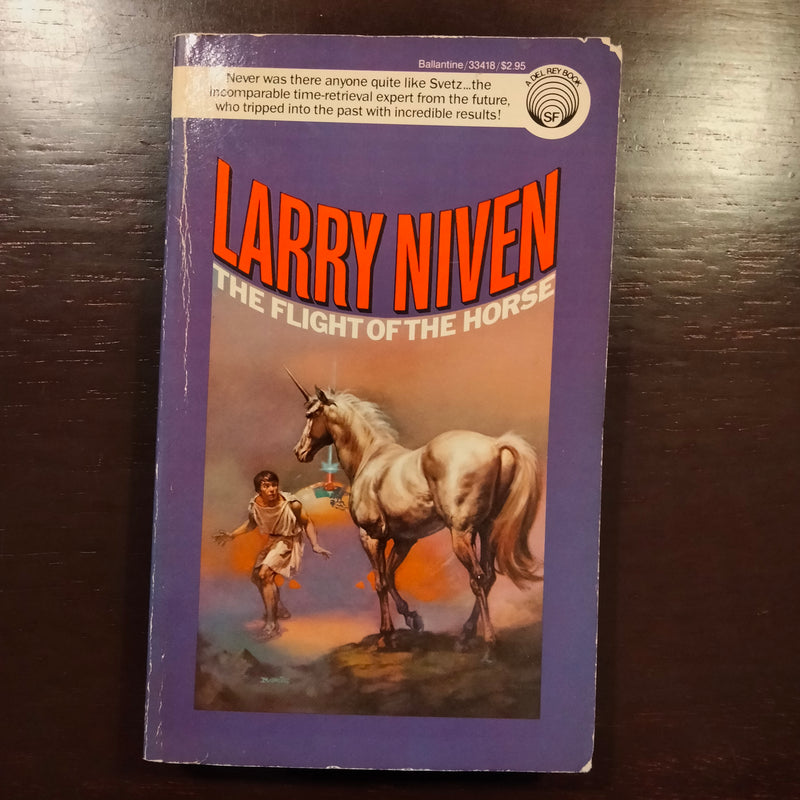 Ballantine/33418/$2.95
Never was there anyone quite like Svetz...the
incomparable time-retrieval expert from the future,
who tripped into the past with incredible results!
A DEL REY BOOK
SF
LARRY NIVEN
THE FLIGHT OF THE HORSE